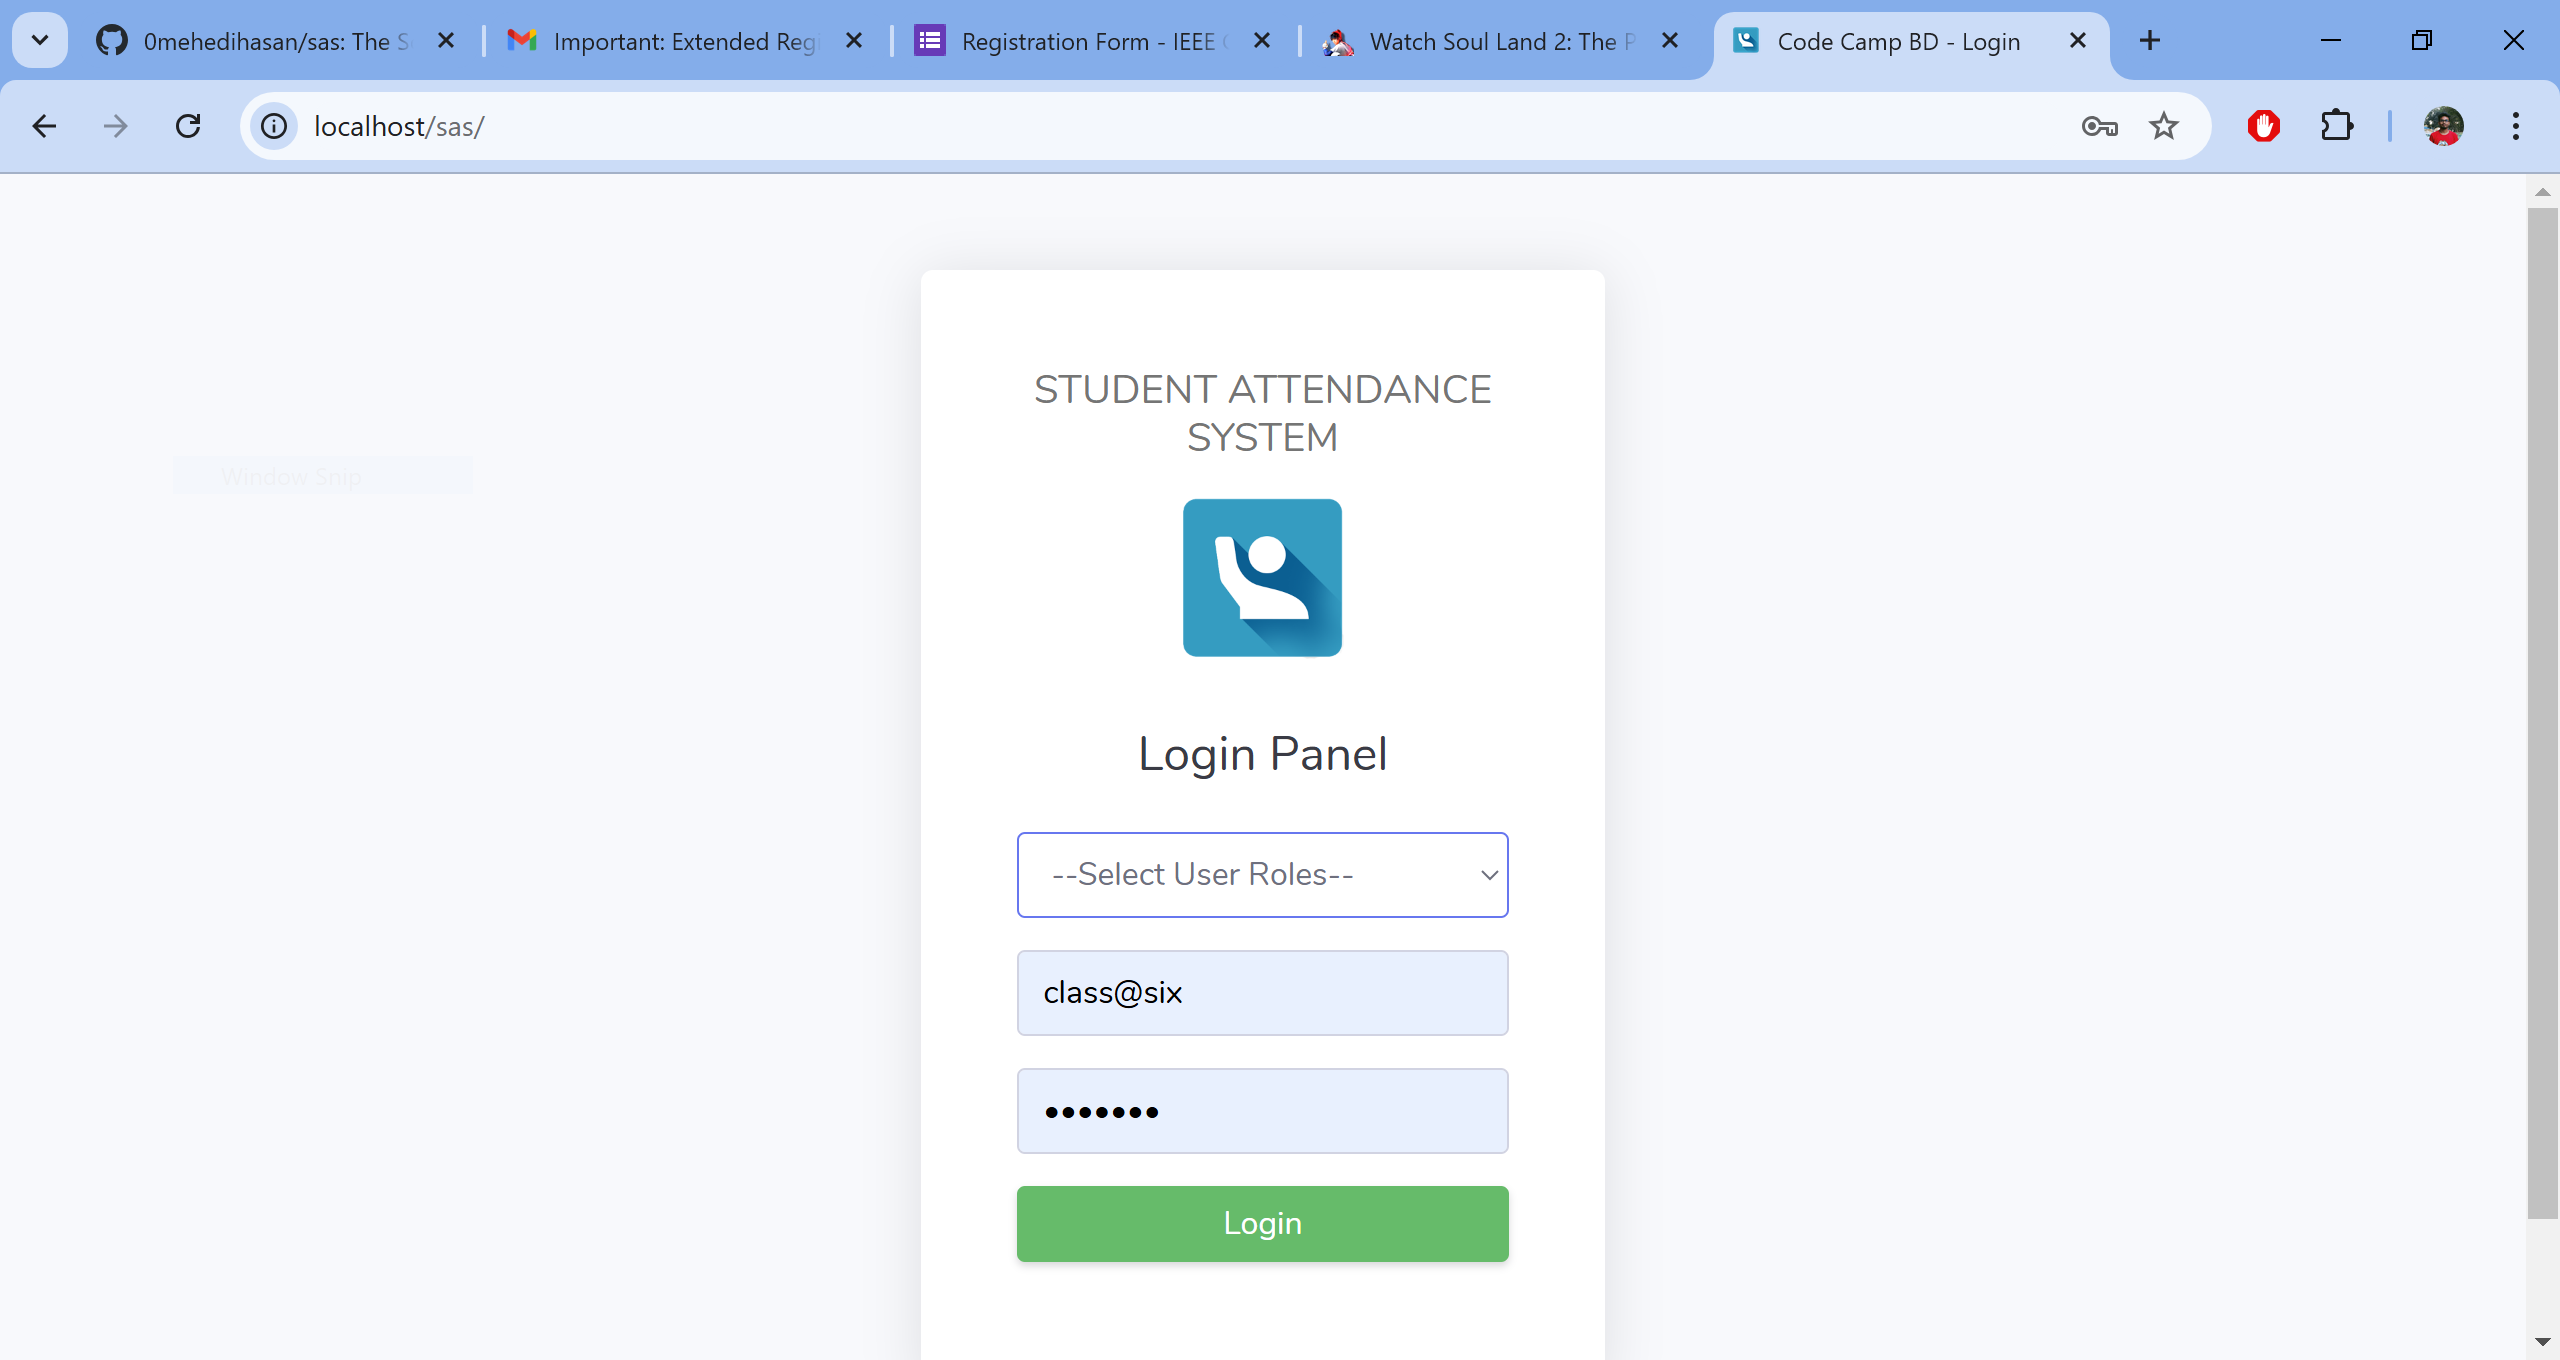 0mehedihasan/sas: The S
Important: Extended Regi
Registration Form - IEEE
Watch Soul Land 2: The P
Code Camp BD - Login
localhost/sas/
STUDENT ATTENDANCE
SYSTEM
Window Snip
Login Panel
--Select User Roles--
class@six
•••••••
Login